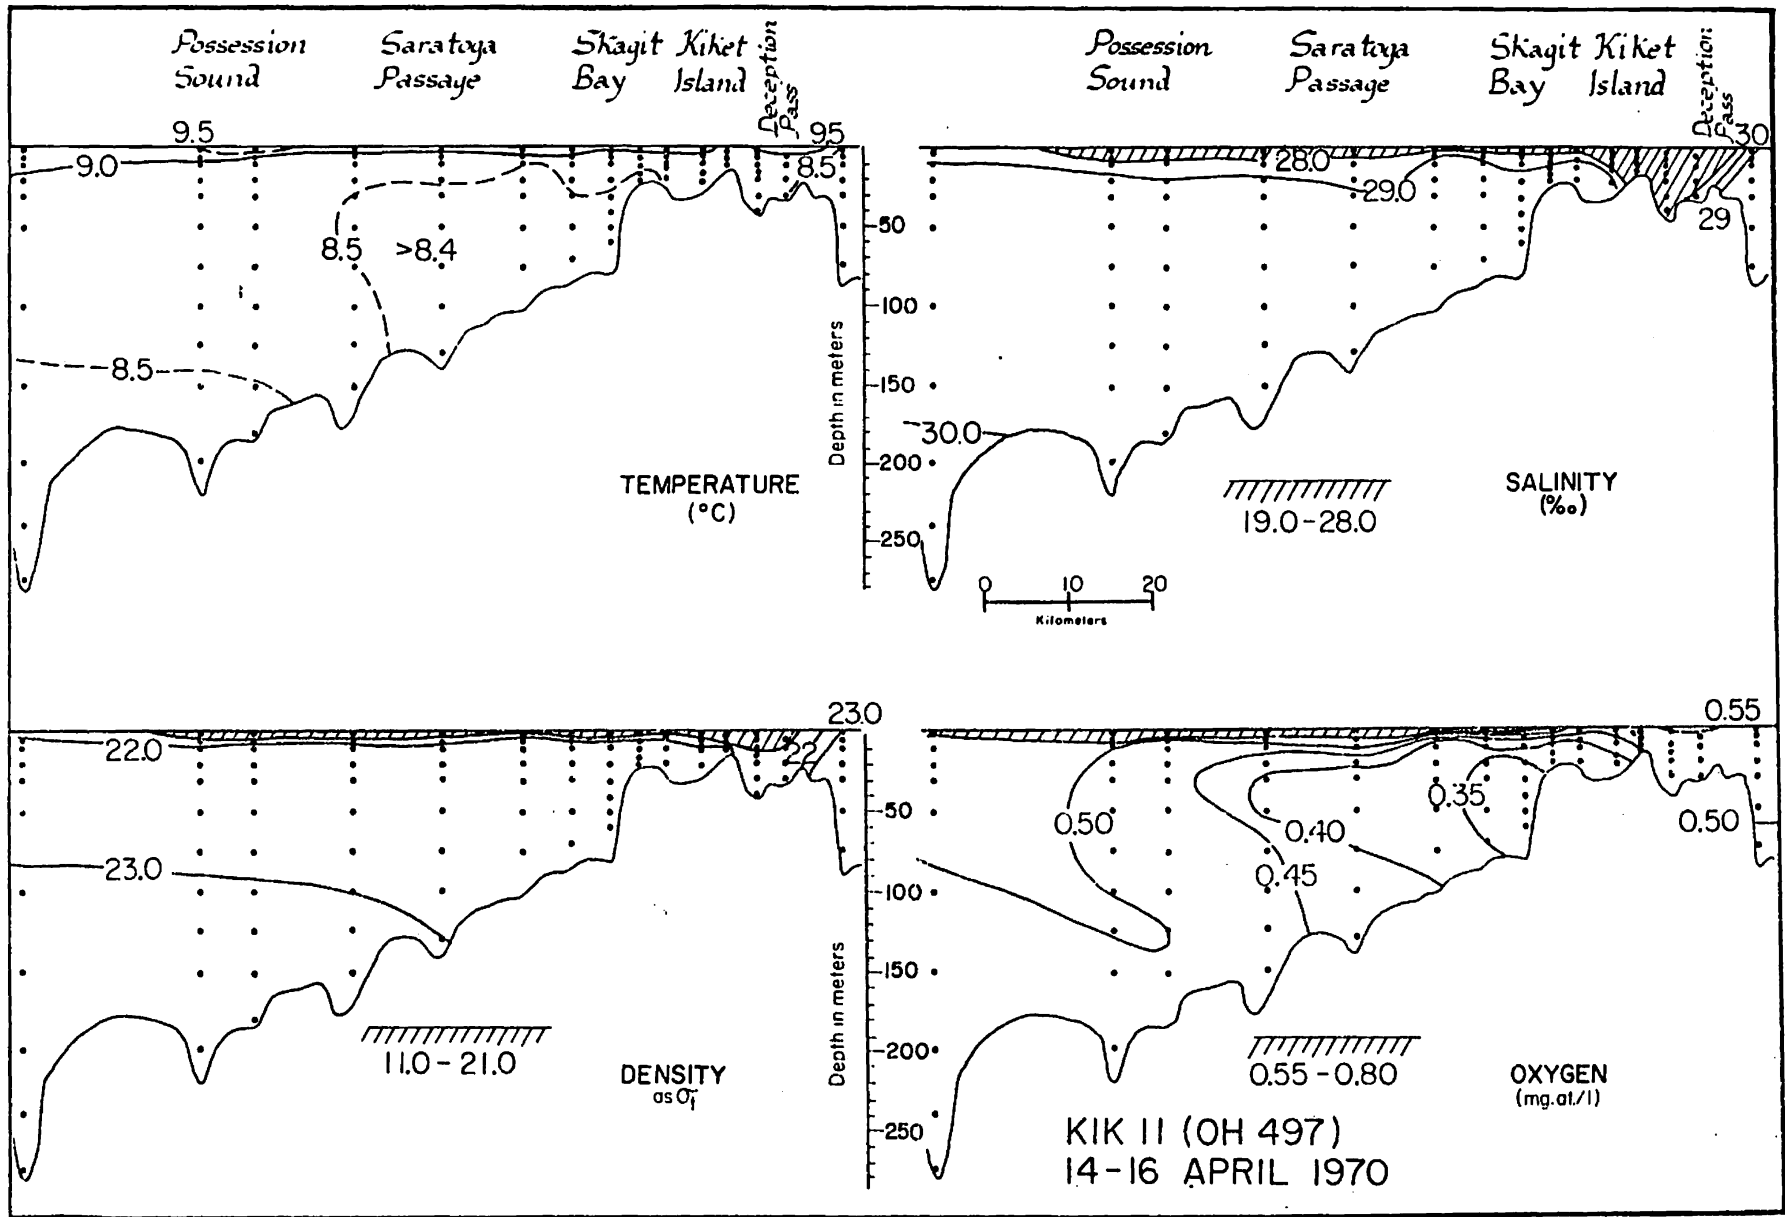 Possession Sound
Saratoga Passage
Skagit Bay
Kiket Island
Deception Pass
9.5
9.0
95
8.5
8.5
>8.4
8.5
TEMPERATURE
(°C)
Depth in meters
50
100
150
200
250
Possession Sound
Saratoga Passage
Skagit Bay
Kiket Island
Deception Pass
30
28.0
29.0
29
30.0
19.0-28.0
SALINITY
(‰)
0 10 20
Kilometers
23.0
22.0
22
23.0
11.0-21.0
DENSITY
as σt
Depth in meters
50
100
150
200
250
0.55
0.50
0.35
0.40
0.45
0.50
0.55-0.80
OXYGEN
(mg.at./l)
KIK II (OH 497)
14-16 APRIL 1970